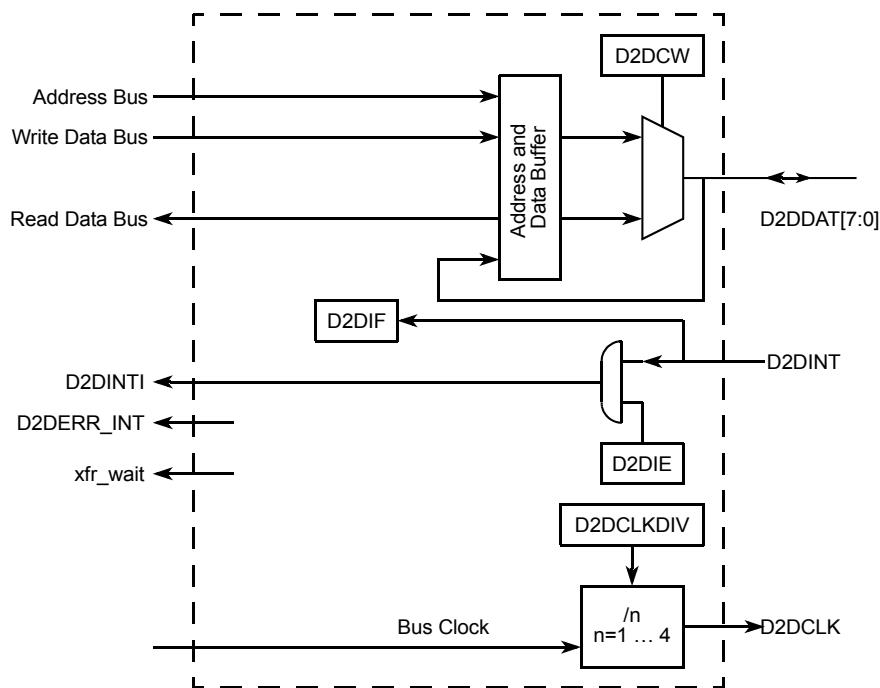 D2DCW
Address Bus
Write Data Bus
Address and
Data Buffer
Read Data Bus
D2DDAT[7:0]
D2DIF
D2DINT
D2DINTI
D2DERR_INT
D2DIE
xfr_wait
D2DCLKDIV
/n
n=1 … 4
Bus Clock
D2DCLK